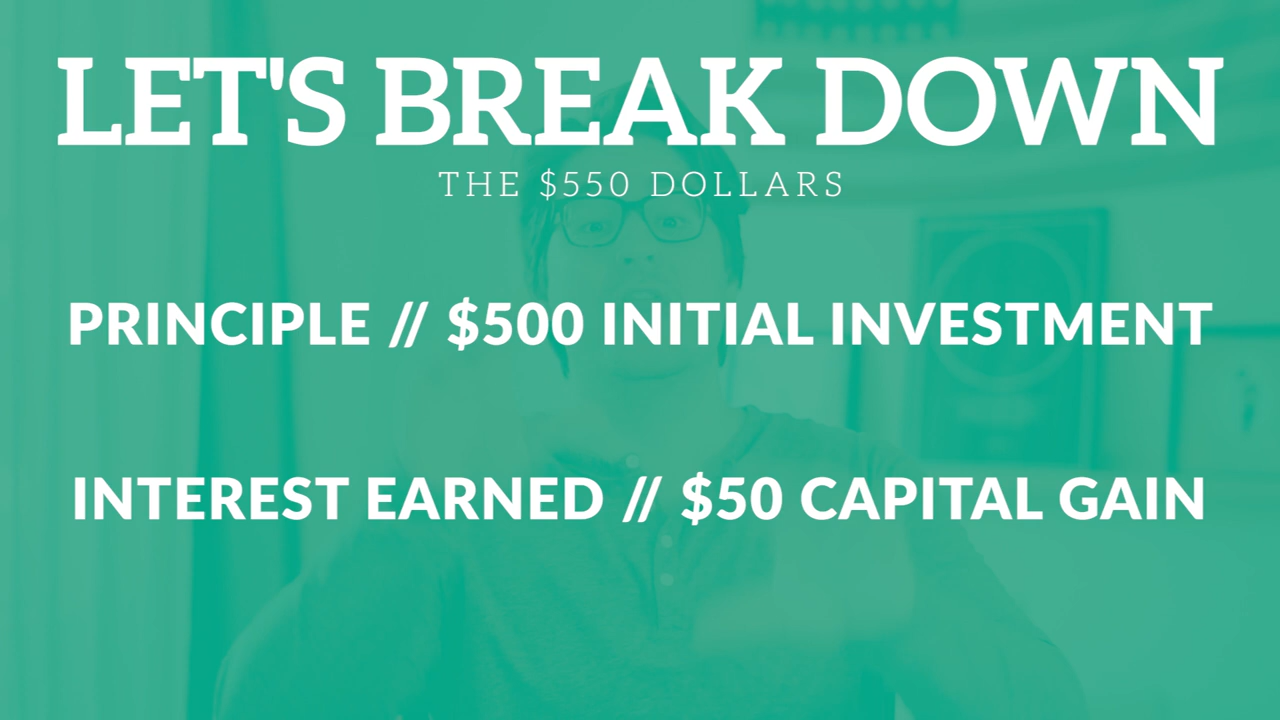 LET'S BREAK DOWN
THE $550 DOLLARS
PRINCIPLE // $500 INITIAL INVESTMENT
INTEREST EARNED // $50 CAPITAL GAIN